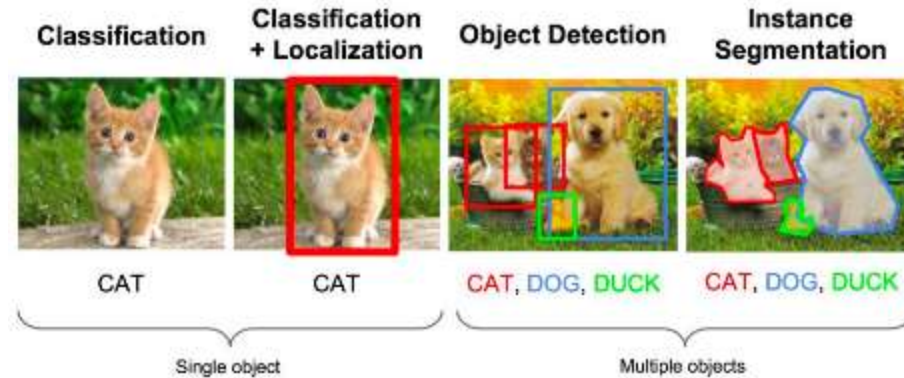 Classification
Classification
+ Localization
Object Detection
Instance
Segmentation
CAT
CAT
CAT, DOG, DUCK
CAT, DOG, DUCK
Single object
Multiple objects